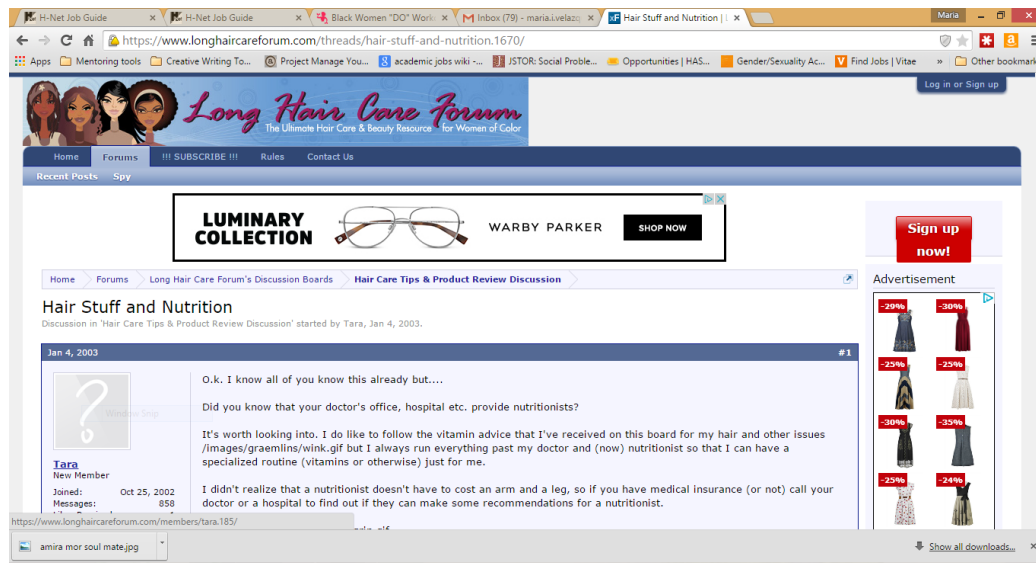 H-Net Job Guide
H-Net Job Guide
Black Women "DO" Work
Inbox (79) - maria.i.velazq
Hair Stuff and Nutrition | L
Maria
https://www.longhaircareforum.com/threads/hair-stuff-and-nutrition.1670/
Apps Mentoring tools Creative Writing To... Project Manage You... academic jobs wiki -... JSTOR: Social Proble... Opportunities | HAS... Gender/Sexuality Ac... Find Jobs | Vitae » Other bookmark
Log in or Sign up
Long Hair Care Forum
The Ultimate Hair Care & Beauty Resource for Women of Color
Home Forums !!! SUBSCRIBE !!! Rules Contact Us
Recent Posts Spy
LUMINARY
COLLECTION
WARBY PARKER
SHOP NOW
Sign up
now!
Home Forums Long Hair Care Forum's Discussion Boards Hair Care Tips & Product Review Discussion
Advertisement
Hair Stuff and Nutrition
Discussion in 'Hair Care Tips & Product Review Discussion' started by Tara, Jan 4, 2003.
-29% -30%
Jan 4, 2003 #1
O.k. I know all of you know this already but....
-25% -25%
Did you know that your doctor's office, hospital etc. provide nutritionists?
Window Snip
It's worth looking into. I do like to follow the vitamin advice that I've received on this board for my hair and other issues
/images/graemlins/wink.gif but I always run everything past my doctor and (now) nutritionist so that I can have a
specialized routine (vitamins or otherwise) just for me.
-30% -35%
Tara
New Member
Joined: Oct 25, 2002
Messages: 858
I didn't realize that a nutritionist doesn't have to cost an arm and a leg, so if you have medical insurance (or not) call your
doctor or a hospital to find out if they can make some recommendations for a nutritionist.
-25% -24%
https://www.longhaircareforum.com/members/tara.185/
amira mor soul mate.jpg
Show all downloads...